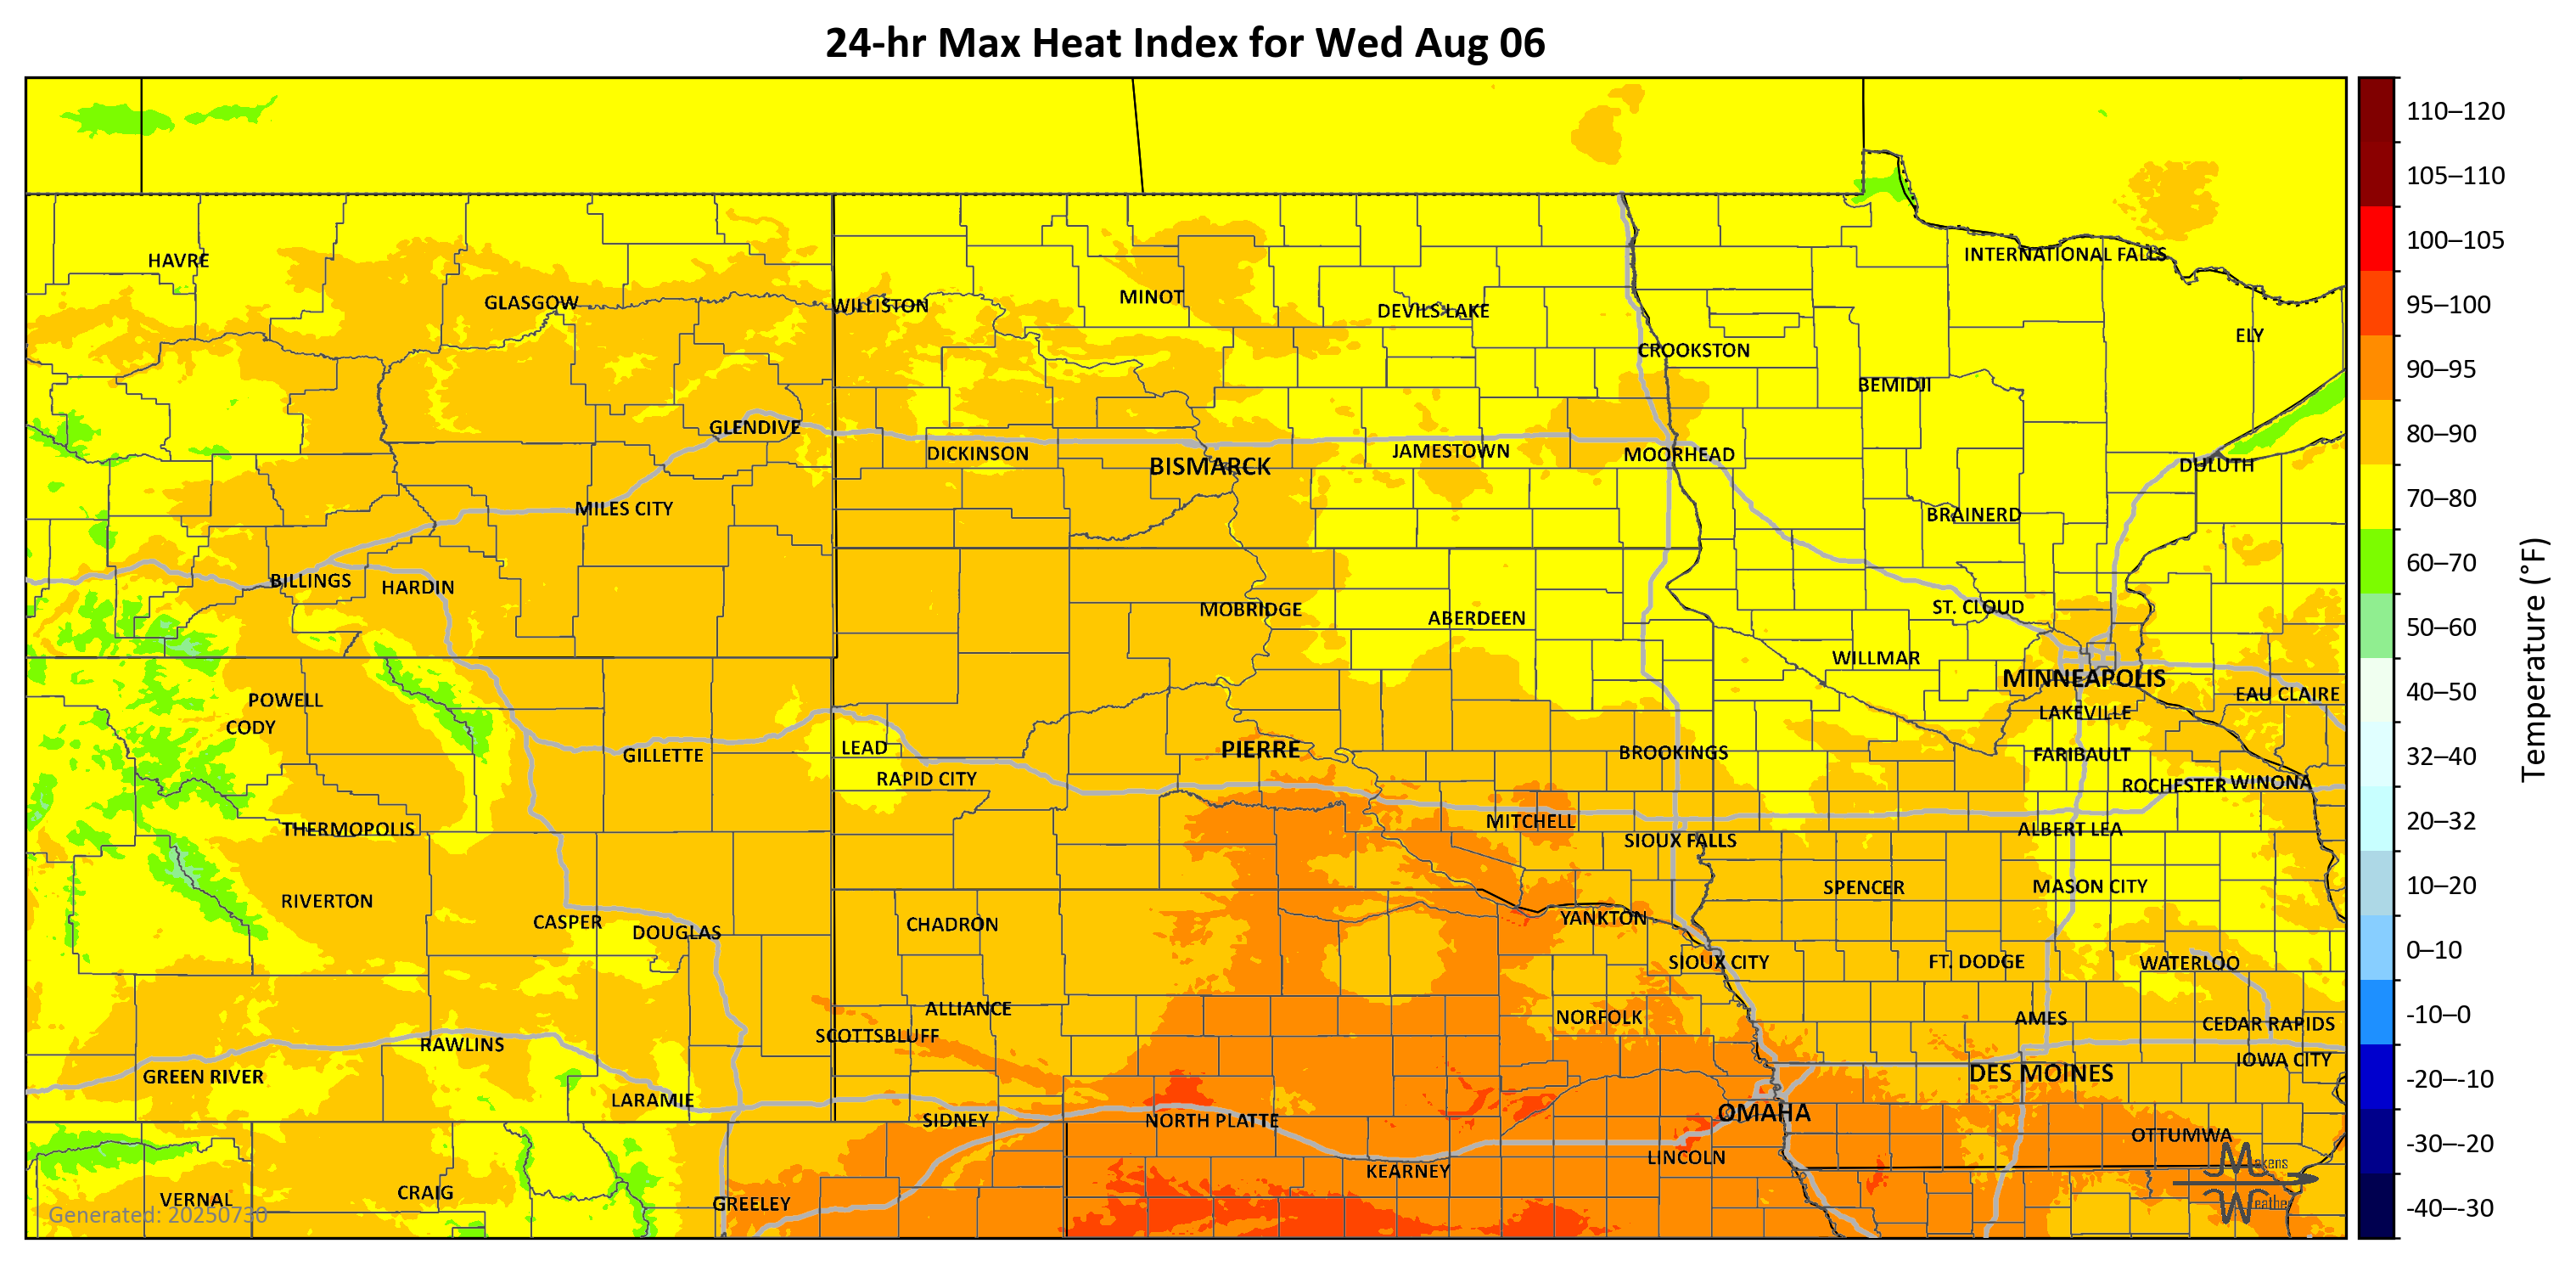 24-hr Max Heat Index for Wed Aug 06
110–120
105–110
100–105
95–100
90–95
80–90
70–80
60–70
50–60
40–50
32–40
20–32
10–20
0–10
-10–0
-20–-10
-30–-20
-40–-30
Temperature (°F)
HAVRE
GLASGOW
WILLISTON
MINOT
DEVILS LAKE
INTERNATIONAL FALLS
ELY
CROOKSTON
BEMIDJI
GLENDIVE
DICKINSON
BISMARCK
JAMESTOWN
MOORHEAD
DULUTH
MILES CITY
BRAINERD
BILLINGS
HARDIN
MOBRIDGE
ABERDEEN
ST. CLOUD
WILLMAR
MINNEAPOLIS
EAU CLAIRE
POWELL
CODY
LAKEVILLE
GILLETTE
LEAD
PIERRE
BROOKINGS
FARIBAULT
RAPID CITY
ROCHESTER
WINONA
THERMOPOLIS
MITCHELL
SIOUX FALLS
ALBERT LEA
RIVERTON
SPENCER
MASON CITY
CASPER
DOUGLAS
CHADRON
YANKTON
SIOUX CITY
FT. DODGE
WATERLOO
ALLIANCE
NORFOLK
AMES
CEDAR RAPIDS
SCOTTSBLUFF
RAWLINS
IOWA CITY
GREEN RIVER
DES MOINES
LARAMIE
SIDNEY
NORTH PLATTE
OMAHA
OTTUMWA
KEARNEY
LINCOLN
VERNAL
CRAIG
GREELEY
Generated: 20250730
Makens
Weather